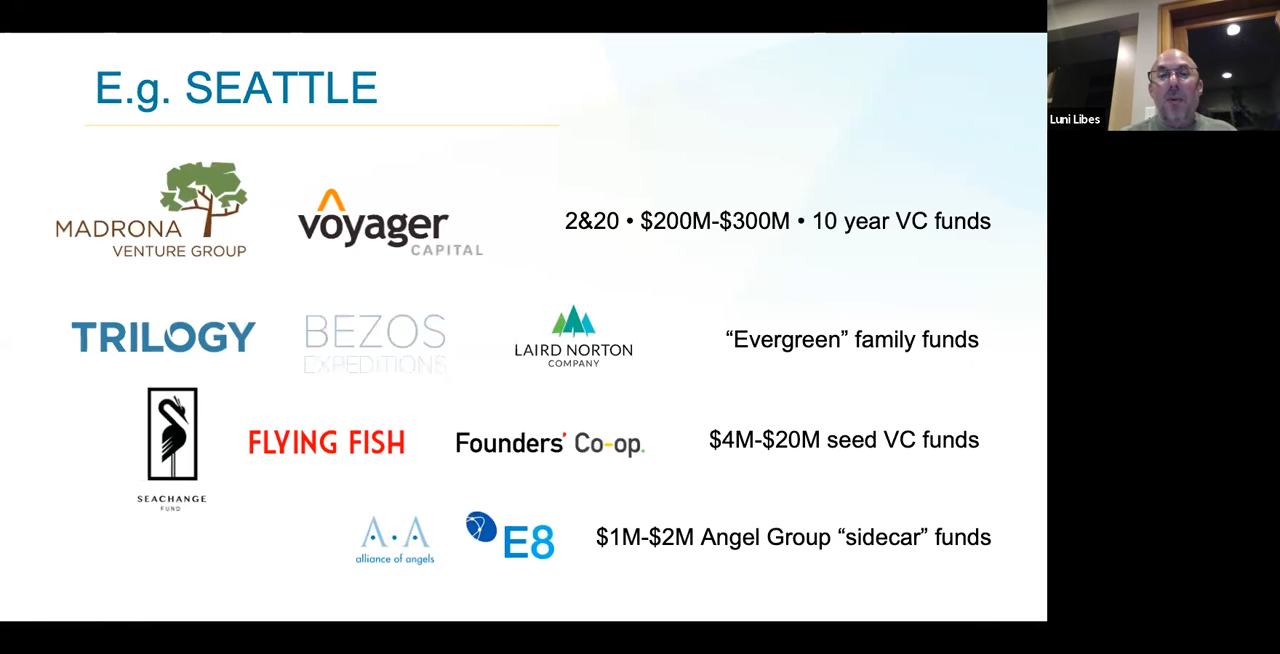 E.g. SEATTLE
Luni Libes
MADRONA
VENTURE GROUP
voyager
CAPITAL
2&20 • $200M-$300M • 10 year VC funds
TRILOGY
BEZOS
EXPEDITIONS
LAIRD NORTON
COMPANY
“Evergreen” family funds
SEACHANGE
FUND
FLYING FISH
Founders' Co-op.
$4M-$20M seed VC funds
A•A
alliance of angels
E8
$1M-$2M Angel Group “sidecar” funds